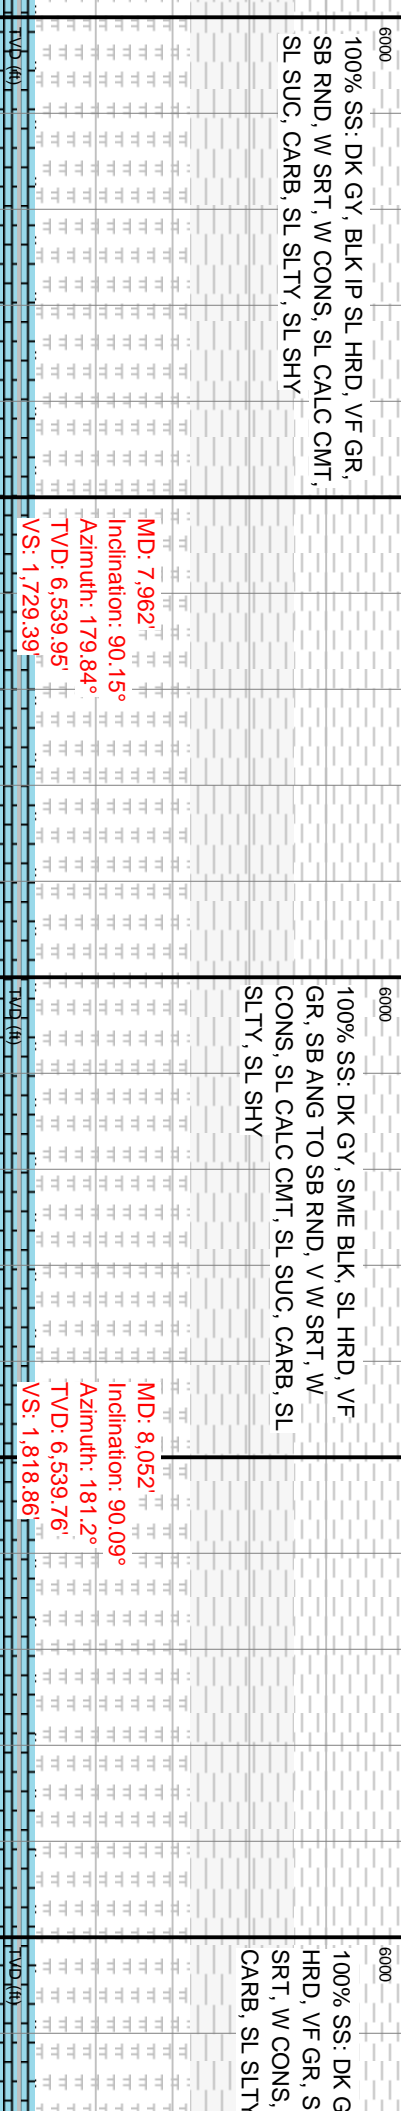 6000
100% SS: DK GY, BLK IP SL HRD, VF GR,
SB RND, W SRT, W CONS, SL CALC CMT,
SL SUC, CARB, SL SLTY, SL SHY
TVD (ft)
MD: 7,962'
Inclination: 90.15°
Azimuth: 179.84°
TVD: 6,539.95'
VS: 1,729.39'
6000
100% SS: DK GY, SME BLK, SL HRD, VF
GR, SB ANG TO SB RND, V W SRT, W
CONS, SL CALC CMT, SL SUC, CARB, SL
SLTY, SL SHY
TVD (ft)
MD: 8,052'
Inclination: 90.09°
Azimuth: 181.2°
TVD: 6,539.76'
VS: 1,818.86'
6000
100% SS: DK G
HRD, VF GR, S
SRT, W CONS,
CARB, SL SLTY
TVD (ft)